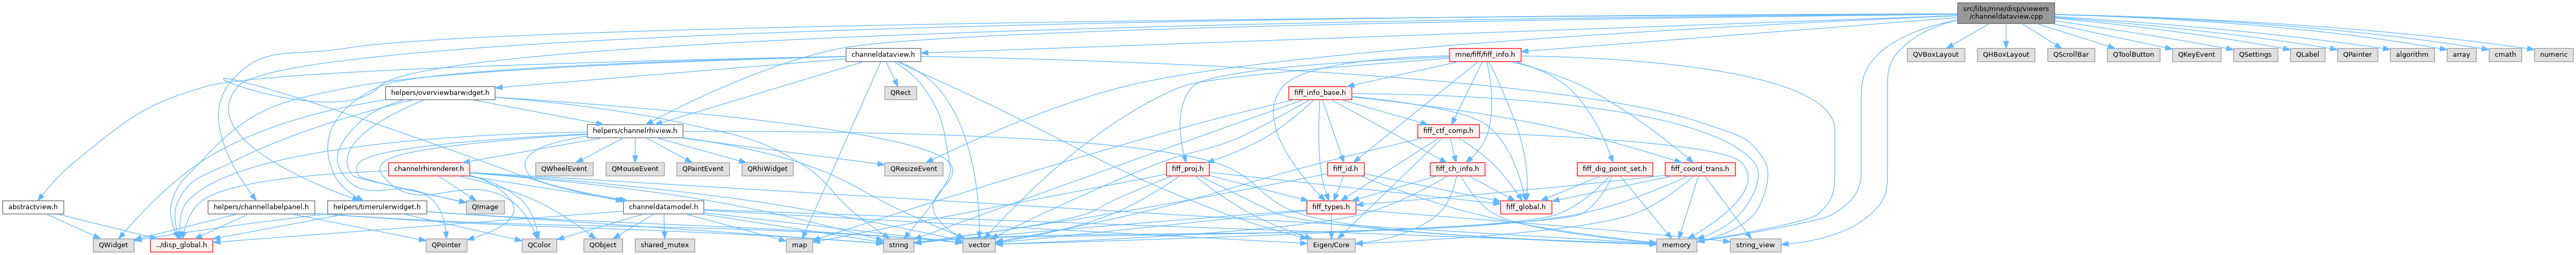 src/libs/mne/disp/viewers
/channeldataview.cpp
channeldataview.h
mne/fiff/fiff_info.h
QVBoxLayout
QHBoxLayout
QScrollBar
QToolButton
QKeyEvent
QSettings
QLabel
QPainter
algorithm
array
cmath
numeric
helpers/overviewbarwidget.h
QRect
fiff_info_base.h
helpers/channelrhiview.h
fiff_ctf_comp.h
channelrhirenderer.h
QWheelEvent
QMouseEvent
QPaintEvent
QRhiWidget
QResizeEvent
fiff_proj.h
fiff_id.h
fiff_ch_info.h
fiff_dig_point_set.h
fiff_coord_trans.h
abstractview.h
helpers/channellabelpanel.h
helpers/timerulerwidget.h
QImage
channeldatamodel.h
fiff_types.h
fiff_global.h
QWidget
../disp_global.h
QPointer
QColor
QObject
shared_mutex
map
string
vector
Eigen/Core
memory
string_view